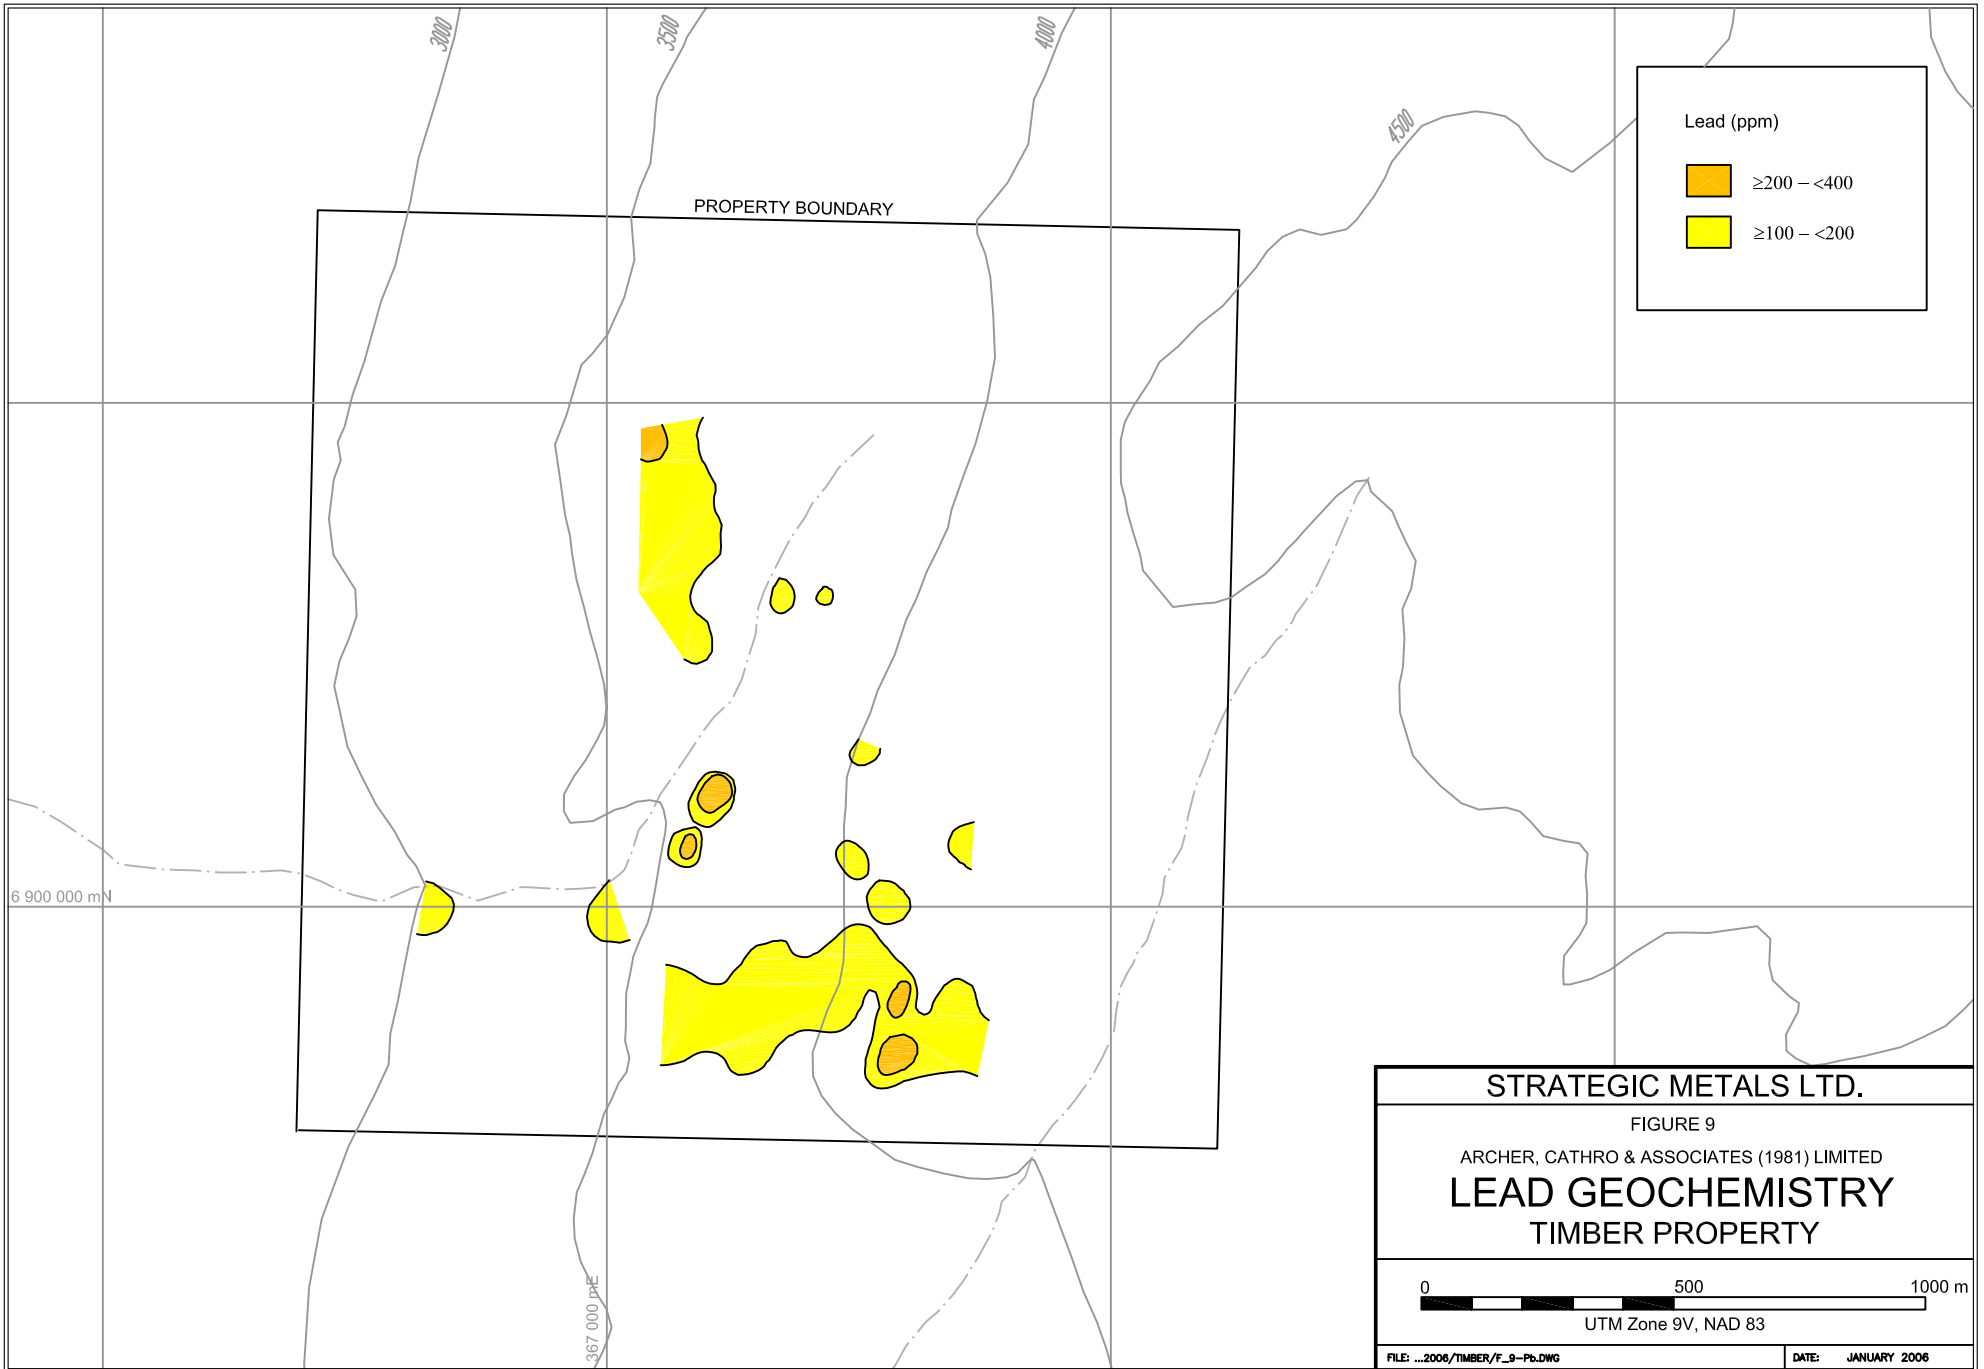 3000
3500
4000
4500
Lead (ppm)
≥200 – <400
≥100 – <200
PROPERTY BOUNDARY
6 900 000 mN
367 000 mE
STRATEGIC METALS LTD.
FIGURE 9
ARCHER, CATHRO & ASSOCIATES (1981) LIMITED
LEAD GEOCHEMISTRY
TIMBER PROPERTY
0 500 1000 m
UTM Zone 9V, NAD 83
FILE: ...2006/TIMBER/F_9-Pb.DWG DATE: JANUARY 2006